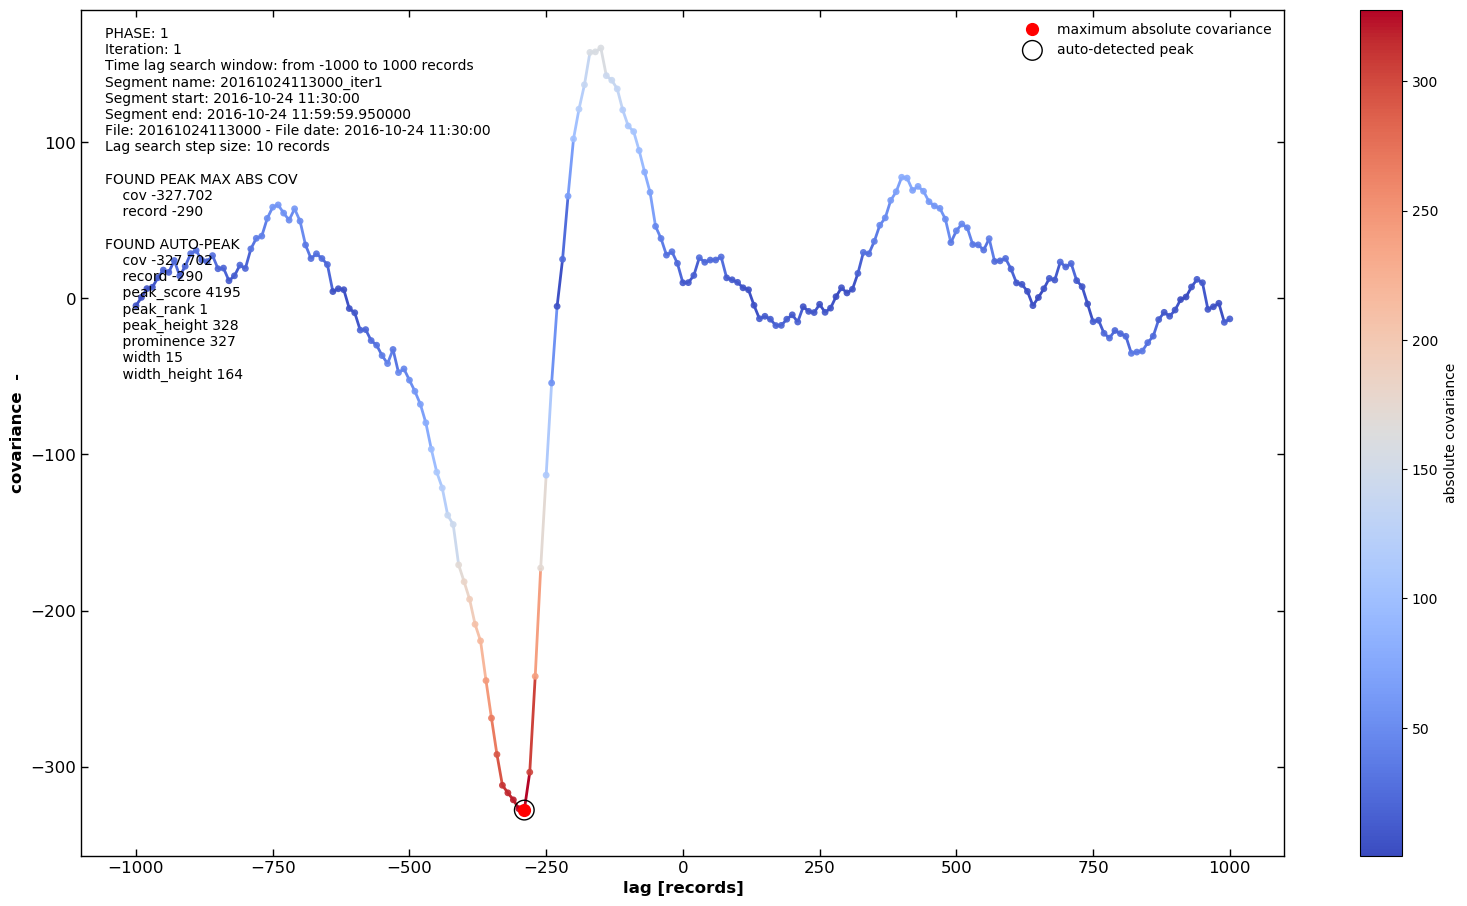 PHASE: 1
Iteration: 1
Time lag search window: from -1000 to 1000 records
Segment name: 20161024113000_iter1
Segment start: 2016-10-24 11:30:00
Segment end: 2016-10-24 11:59:59.950000
File: 20161024113000 - File date: 2016-10-24 11:30:00
Lag search step size: 10 records
FOUND PEAK MAX ABS COV
cov -327.702
record -290
FOUND AUTO-PEAK
cov -327.702
record -290
peak_score 4195
peak_rank 1
peak_height 328
prominence 327
width 15
width_height 164
maximum absolute covariance
auto-detected peak
100
0
−100
−200
−300
covariance -
−1000 −750 −500 −250 0 250 500 750 1000
lag [records]
300
250
200
150
100
50
absolute covariance